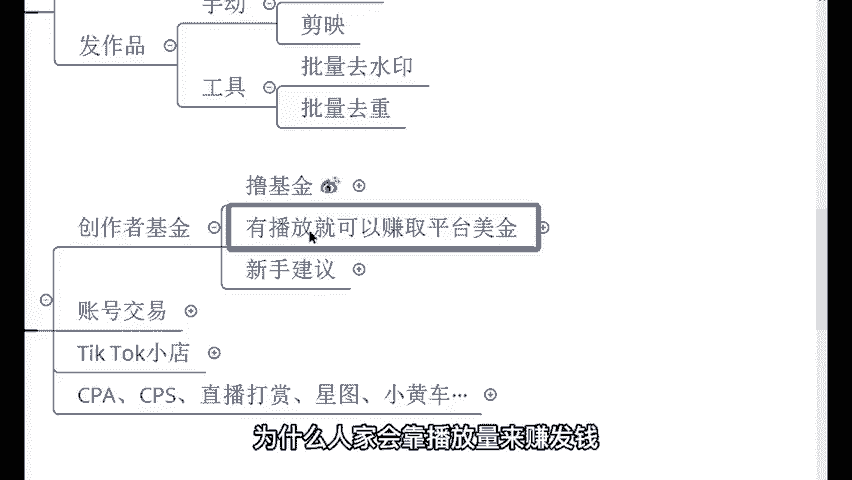 手动
剪映
发作品
批量去水印
工具
批量去重
撸基金
创作者基金
有播放就可以赚取平台美金
新手建议
账号交易
Tik Tok小店
CPA、CPS、直播打赏、星图、小黄车…
为什么人家会靠播放量来赚发钱